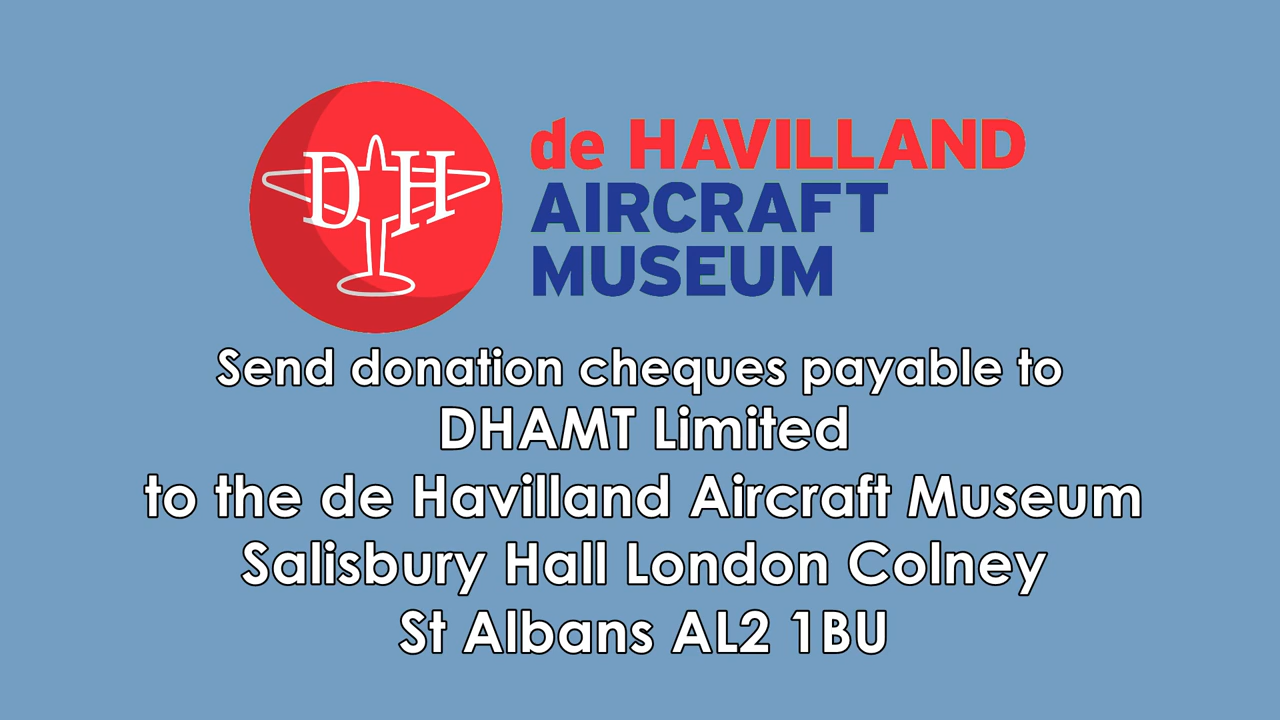 DH
de HAVILLAND
AIRCRAFT
MUSEUM
Send donation cheques payable to
DHAMT Limited
to the de Havilland Aircraft Museum
Salisbury Hall London Colney
St Albans AL2 1BU